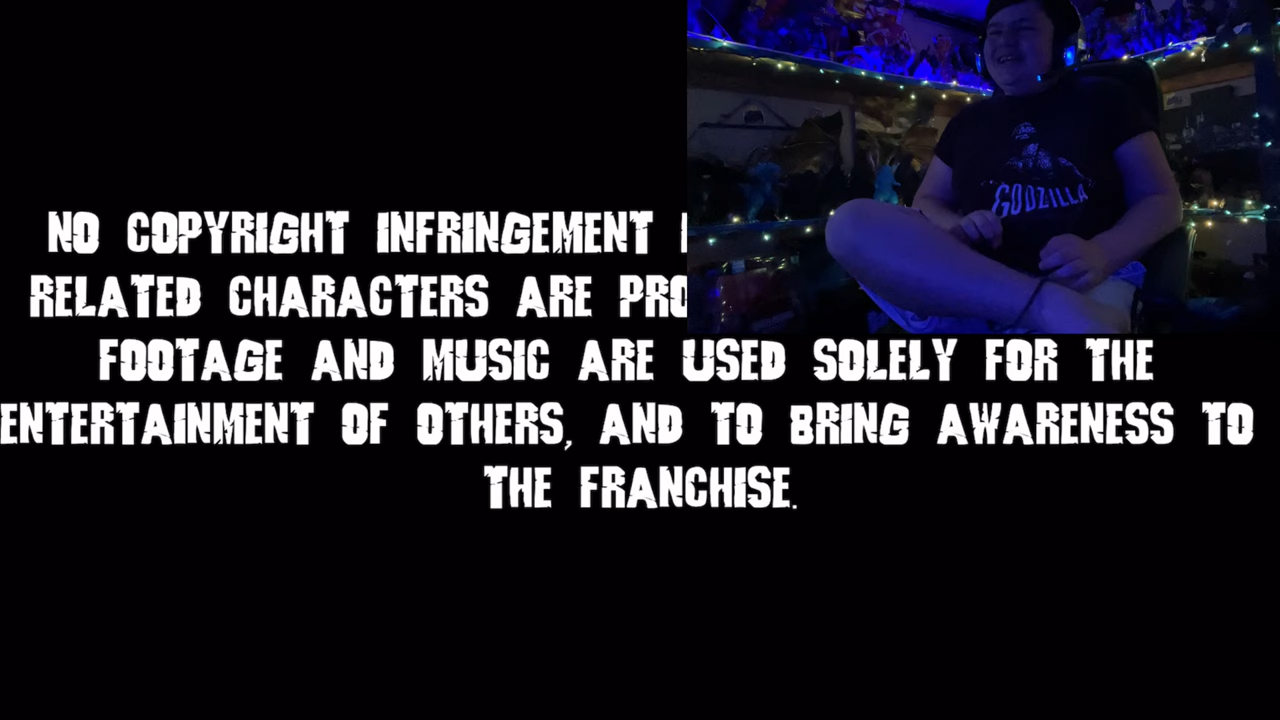 NO COPYRIGHT INFRINGEMENT
RELATED CHARACTERS ARE
FOOTAGE AND MUSIC ARE USED SOLELY FOR THE
ENTERTAINMENT OF OTHERS, AND TO BRING AWARENESS TO
THE FRANCHISE.
GODZILLA